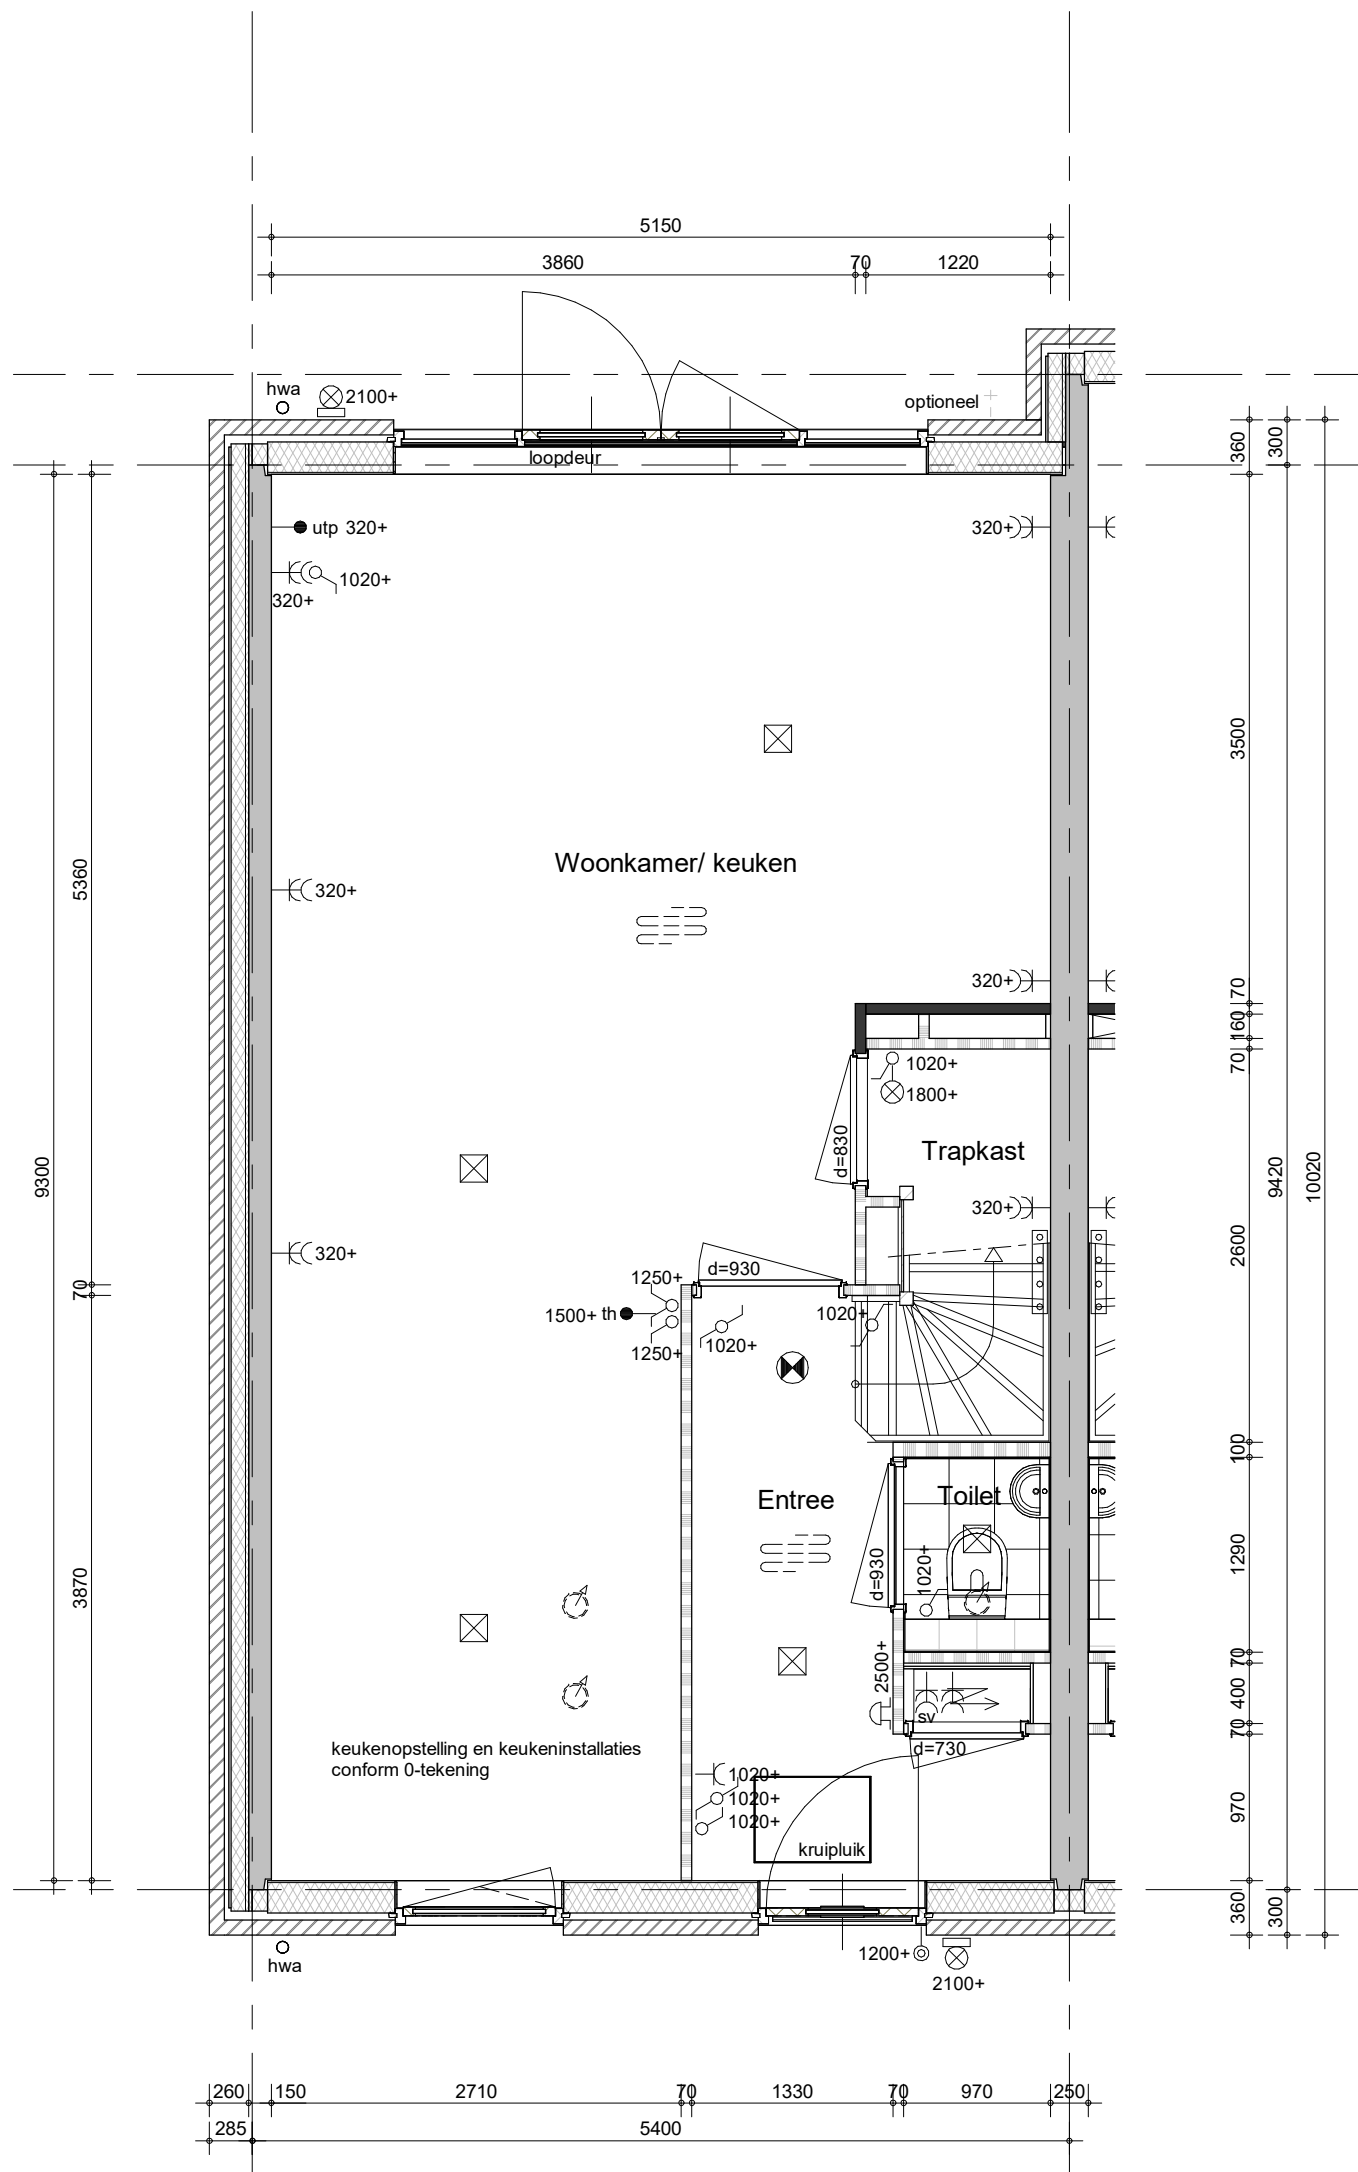 5150
3860 70 1220
hwa
2100+
optioneel
loopdeur
360
300
utp 320+
320+
1020+
320+
3500
Woonkamer/ keuken
5360
320+
320+
70
160
70
1020+
1800+
d=830
Trapkast
9300
9420
10020
320+
320+
2600
d=930
1250+
70
1500+ th
1020+
1250+
1020+
100
Entree
Toilet
d=930
1020+
1290
3870
2500+
70
400
sv
70
d=730
keukenopstelling en keukeninstallaties
conform 0-tekening
1020+
1020+
1020+
970
kruipluik
360
300
hwa
1200+
2100+
260 150 2710 70 1330 70 970 250
285 5400